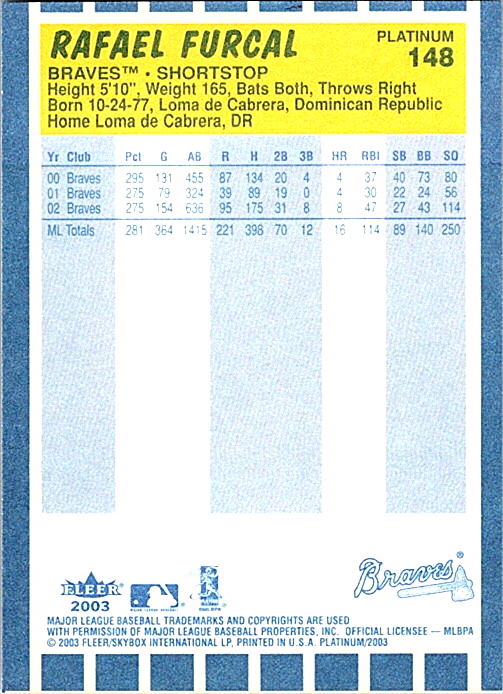 RAFAEL FURCAL
PLATINUM
148
BRAVES™ • SHORTSTOP
Height 5'10", Weight 165, Bats Both, Throws Right
Born 10-24-77, Loma de Cabrera, Dominican Republic
Home Loma de Cabrera, DR
Yr Club Pct G AB R H 2B 3B HR RBI SB BB SO
00 Braves 295 131 455 87 134 20 4 4 37 40 73 80
01 Braves 275 79 324 39 89 19 0 4 30 22 24 56
02 Braves 275 154 636 95 175 31 8 8 47 27 43 114
ML Totals 281 364 1415 221 398 70 12 16 114 89 140 250
Braves®
FLEER
2003
MAJOR LEAGUE BASEBALL TRADEMARKS AND COPYRIGHTS ARE USED
WITH PERMISSION OF MAJOR LEAGUE BASEBALL PROPERTIES, INC. OFFICIAL LICENSEE — MLBPA
© 2003 FLEER/SKYBOX INTERNATIONAL LP, PRINTED IN U.S.A. PLATINUM/2003